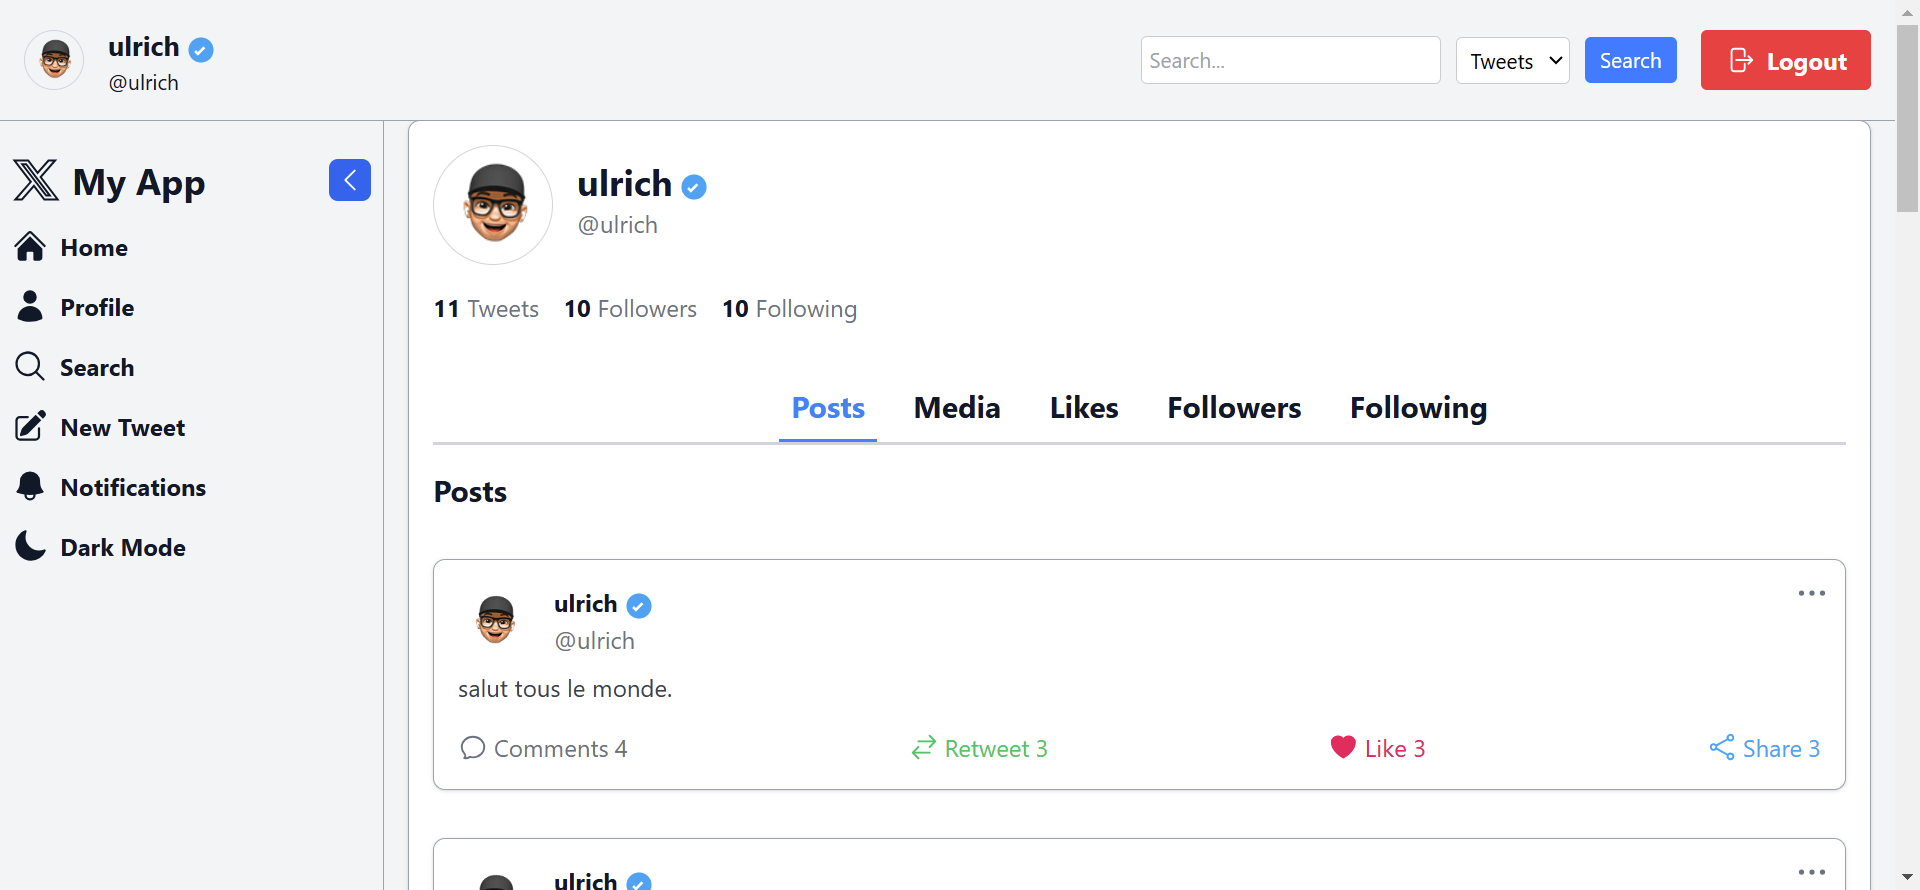 ulrich
@ulrich
Search...
Tweets
Search
Logout
My App
Home
Profile
Search
New Tweet
Notifications
Dark Mode
ulrich
@ulrich
11 Tweets 10 Followers 10 Following
Posts Media Likes Followers Following
Posts
ulrich
@ulrich
salut tous le monde.
Comments 4 Retweet 3 Like 3 Share 3
ulrich